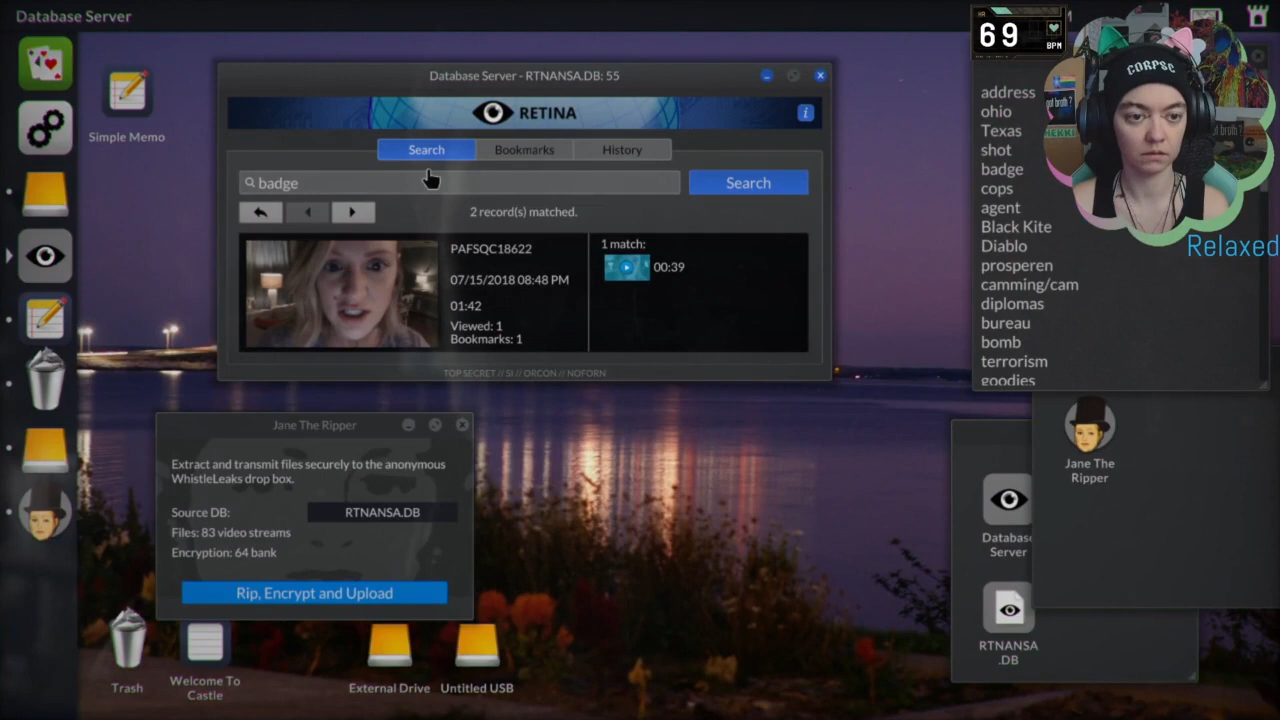 Database Server
Simple Memo
Database Server - RTNANSA.DB: 55
RETINA
Search
Bookmarks
History
badge
Search
2 record(s) matched.
PAFSQC18622
07/15/2018 08:48 PM
01:42
Viewed: 1
Bookmarks: 1
1 match:
00:39
TOP SECRET // SI // ORCON // NOFORN
Jane The Ripper
Extract and transmit files securely to the anonymous
WhistleLeaks drop box.
Source DB:
RTNANSA.DB
Files: 83 video streams
Encryption: 64 bank
Rip, Encrypt and Upload
Trash
Welcome To
Castle
External Drive
Untitled USB
HR
69
BPM
CORPSE
got broth ?
Relaxed
address
ohio
Texas
shot
badge
cops
agent
Black Kite
Diablo
prosperen
camming/cam
diplomas
bureau
bomb
terrorism
goodies
Jane The
Ripper
Database
Server
RTNANSA
.DB